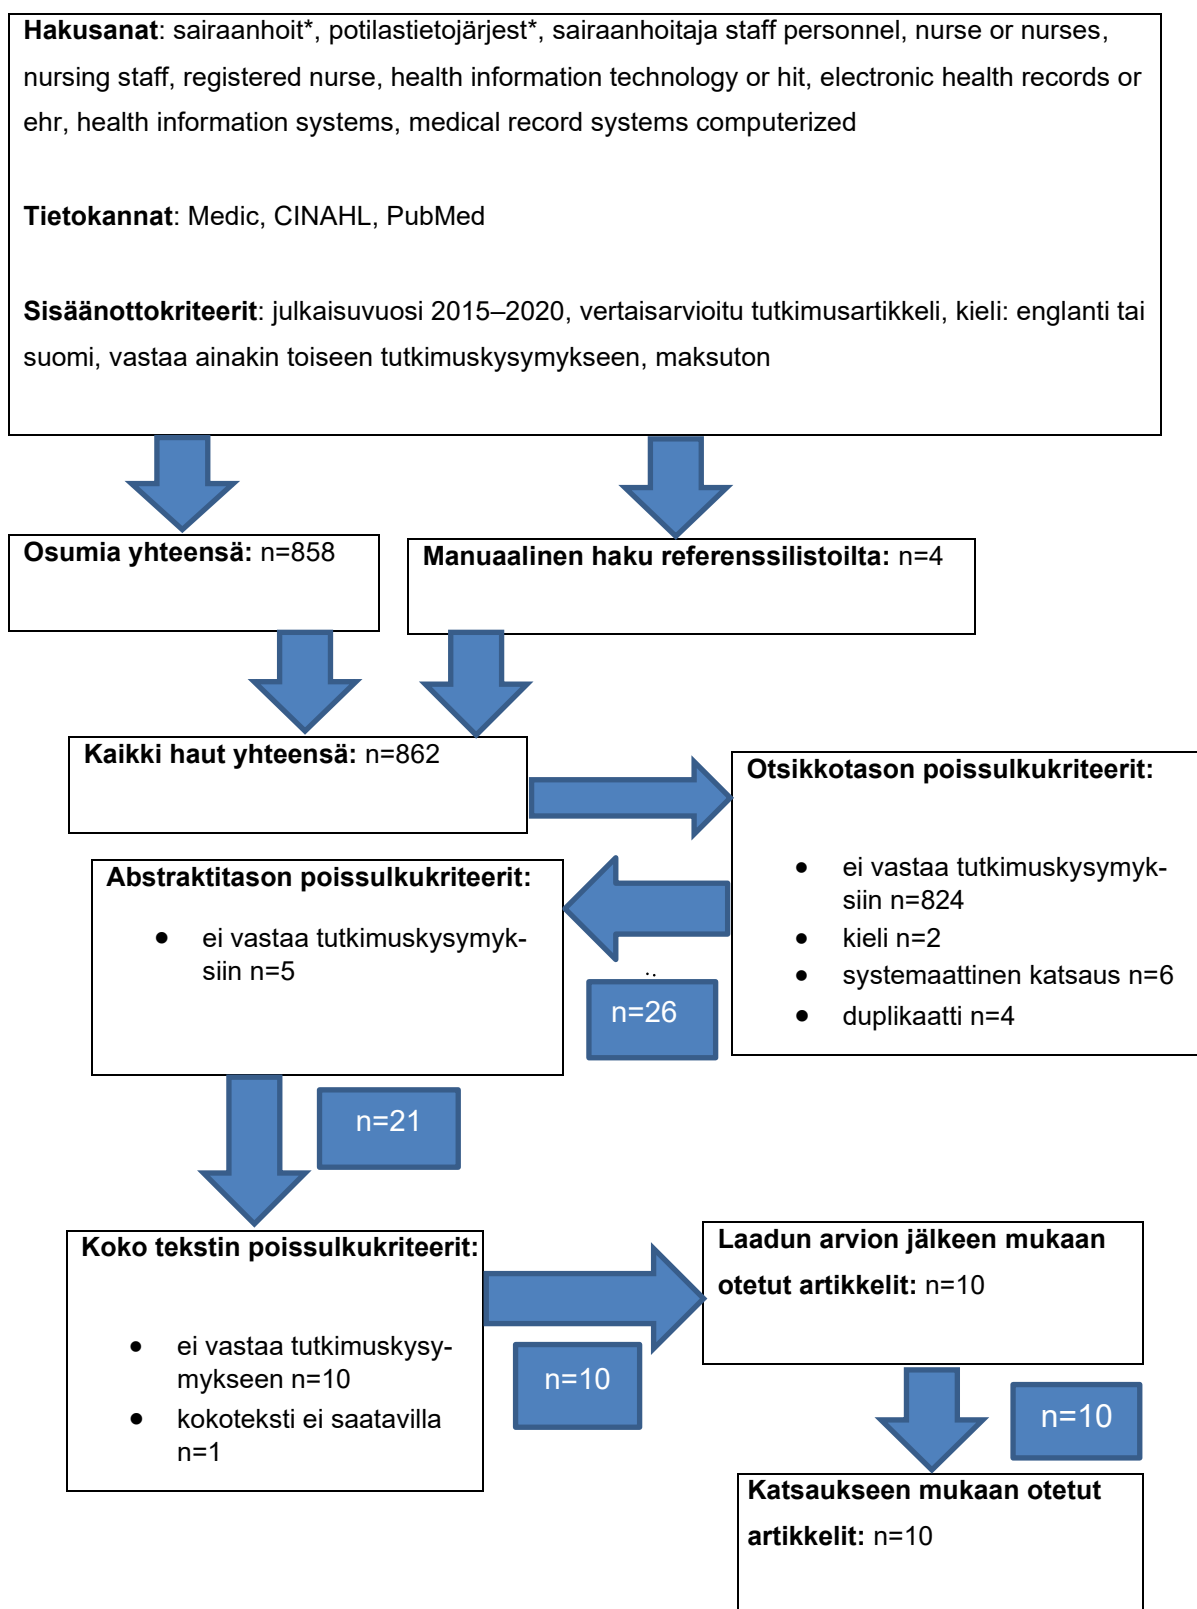 Hakusanat: sairaanhoit*, potilastietojärjest*, sairaanhoitaja staff personnel, nurse or nurses,
nursing staff, registered nurse, health information technology or hit, electronic health records or
ehr, health information systems, medical record systems computerized
Tietokannat: Medic, CINAHL, PubMed
Sisäänottokriteerit: julkaisuvuosi 2015–2020, vertaisarvioitu tutkimusartikkeli, kieli: englanti tai
suomi, vastaa ainakin toiseen tutkimuskysymykseen, maksuton
Osumia yhteensä: n=858
Manuaalinen haku referenssilistoilta: n=4
Kaikki haut yhteensä: n=862
Otsikkotason poissulkukriteerit:
• ei vastaa tutkimuskysymyk-
siin n=824
• kieli n=2
• systemaattinen katsaus n=6
• duplikaatti n=4
n=26
Abstraktitason poissulkukriteerit:
• ei vastaa tutkimuskysymyk-
siin n=5
n=21
Koko tekstin poissulkukriteerit:
• ei vastaa tutkimuskysy-
mykseen n=10
• kokoteksti ei saatavilla
n=1
n=10
Laadun arvion jälkeen mukaan
otetut artikkelit: n=10
n=10
Katsaukseen mukaan otetut
artikkelit: n=10